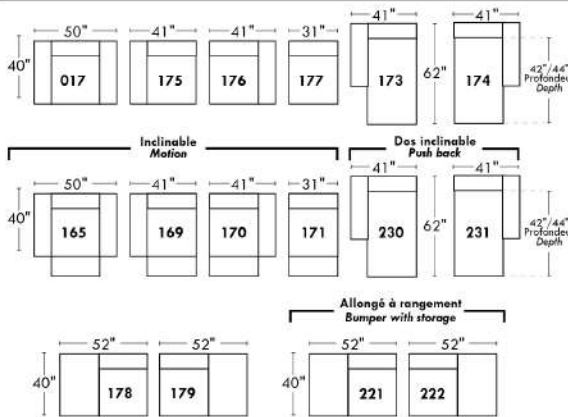 50" 41" 41" 31" 41" 41"
40" 017 175 176 177 173 62" 174 42"/44"
Profondeur
Depth
Inclinable
Motion
Dos inclinable
Push back
50" 41" 41" 31" 41" 41"
40" 165 169 170 171 230 62" 231 42"/44"
Profondeur
Depth
Allongé à rangement
Bumper with storage
52" 52" 52" 52"
40" 178 179 40" 221 222